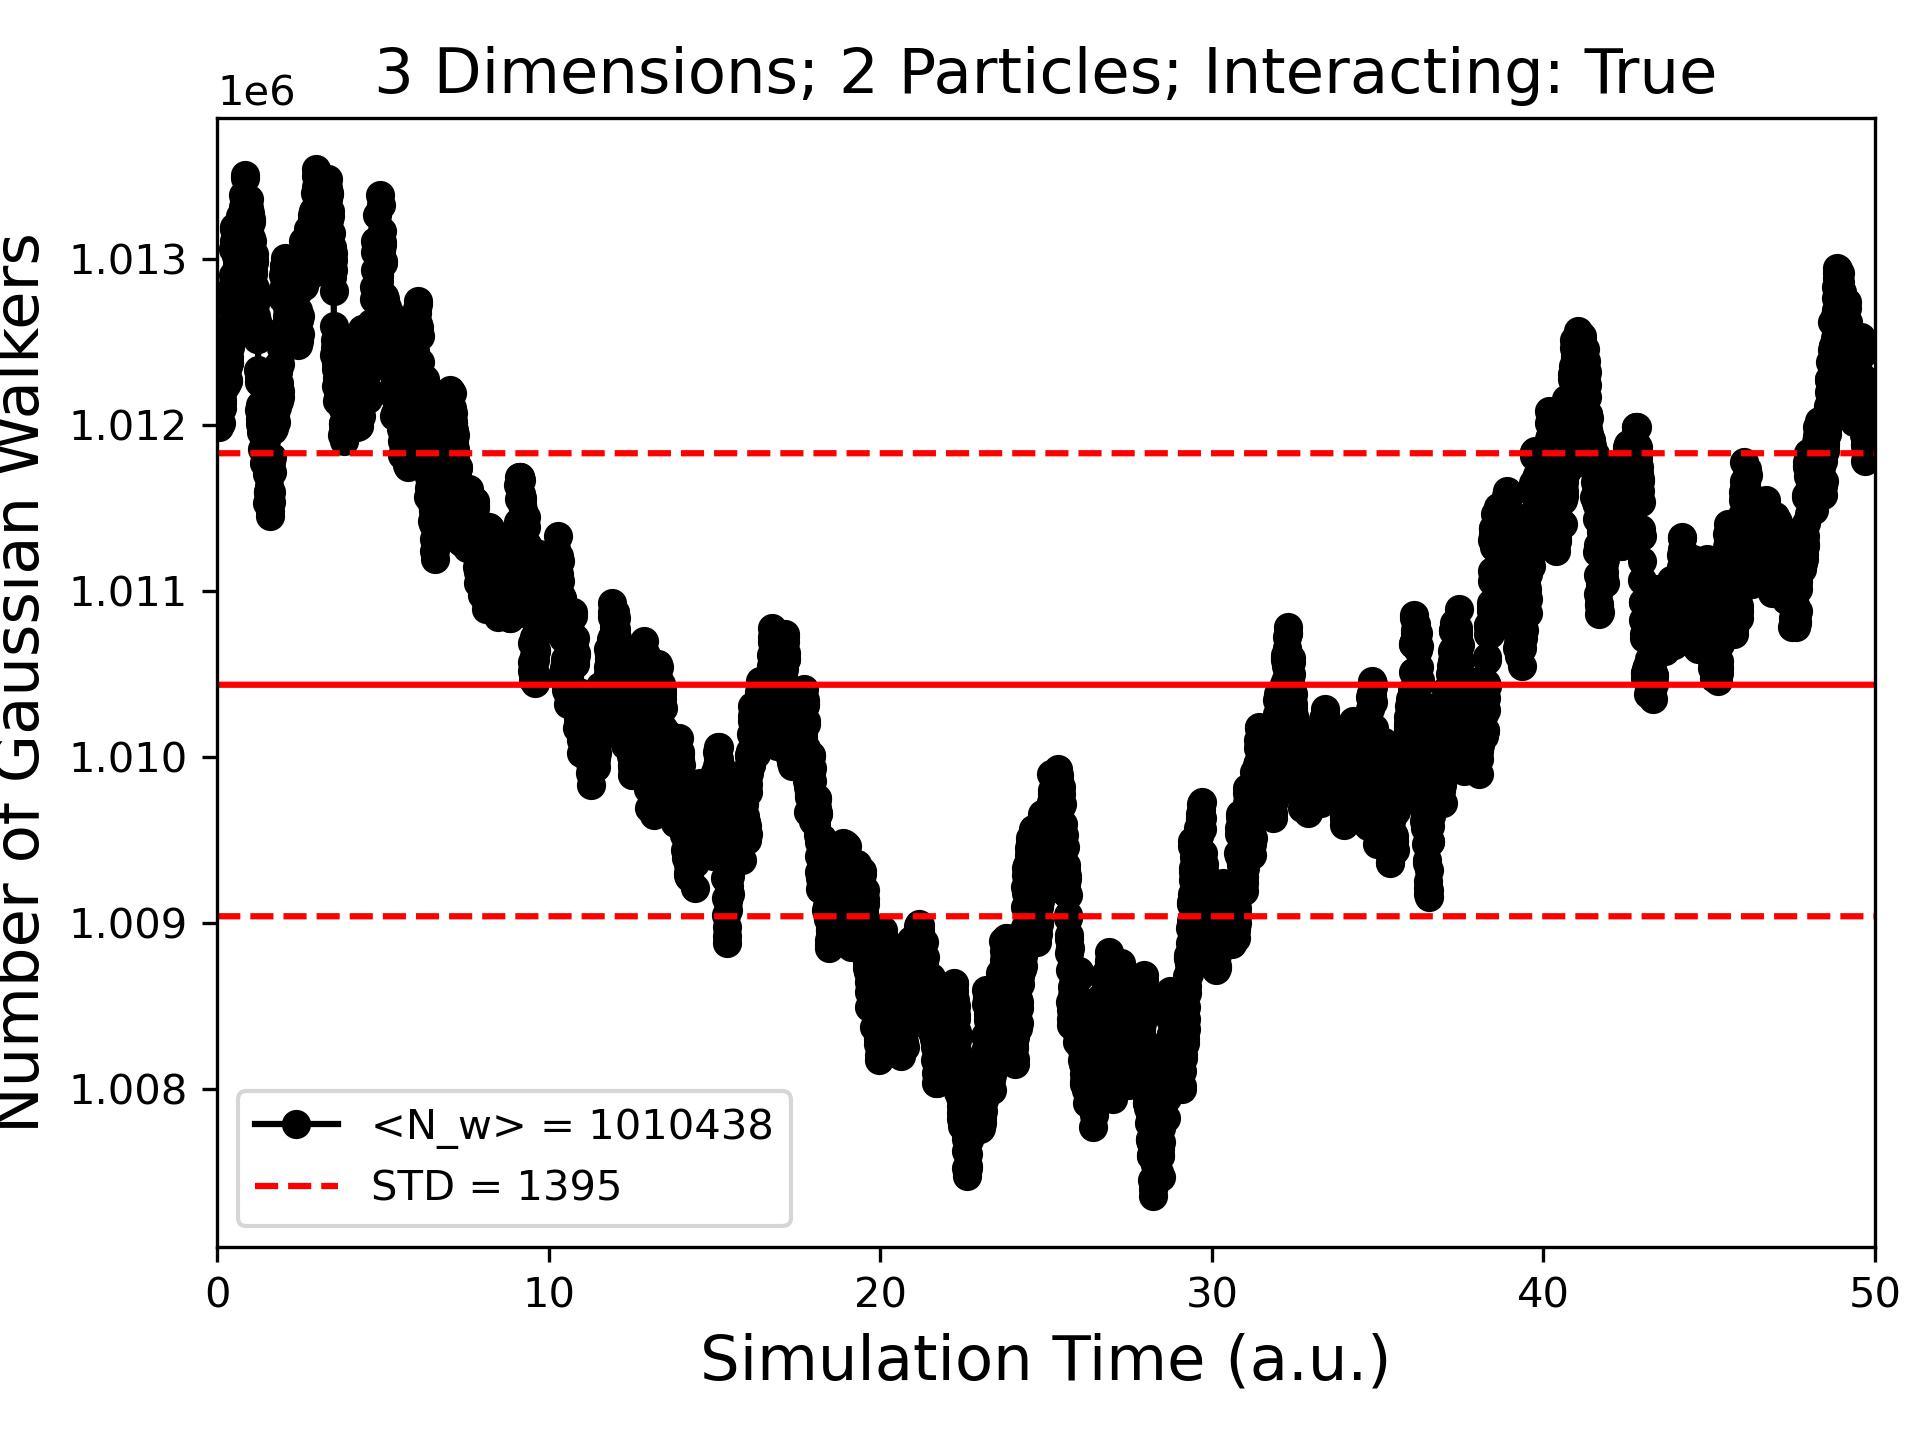 3 Dimensions; 2 Particles; Interacting: True
1e6
Number of Gaussian Walkers
1.013
1.012
1.011
1.010
1.009
1.008
<N_w> = 1010438
STD = 1395
0 10 20 30 40 50
Simulation Time (a.u.)